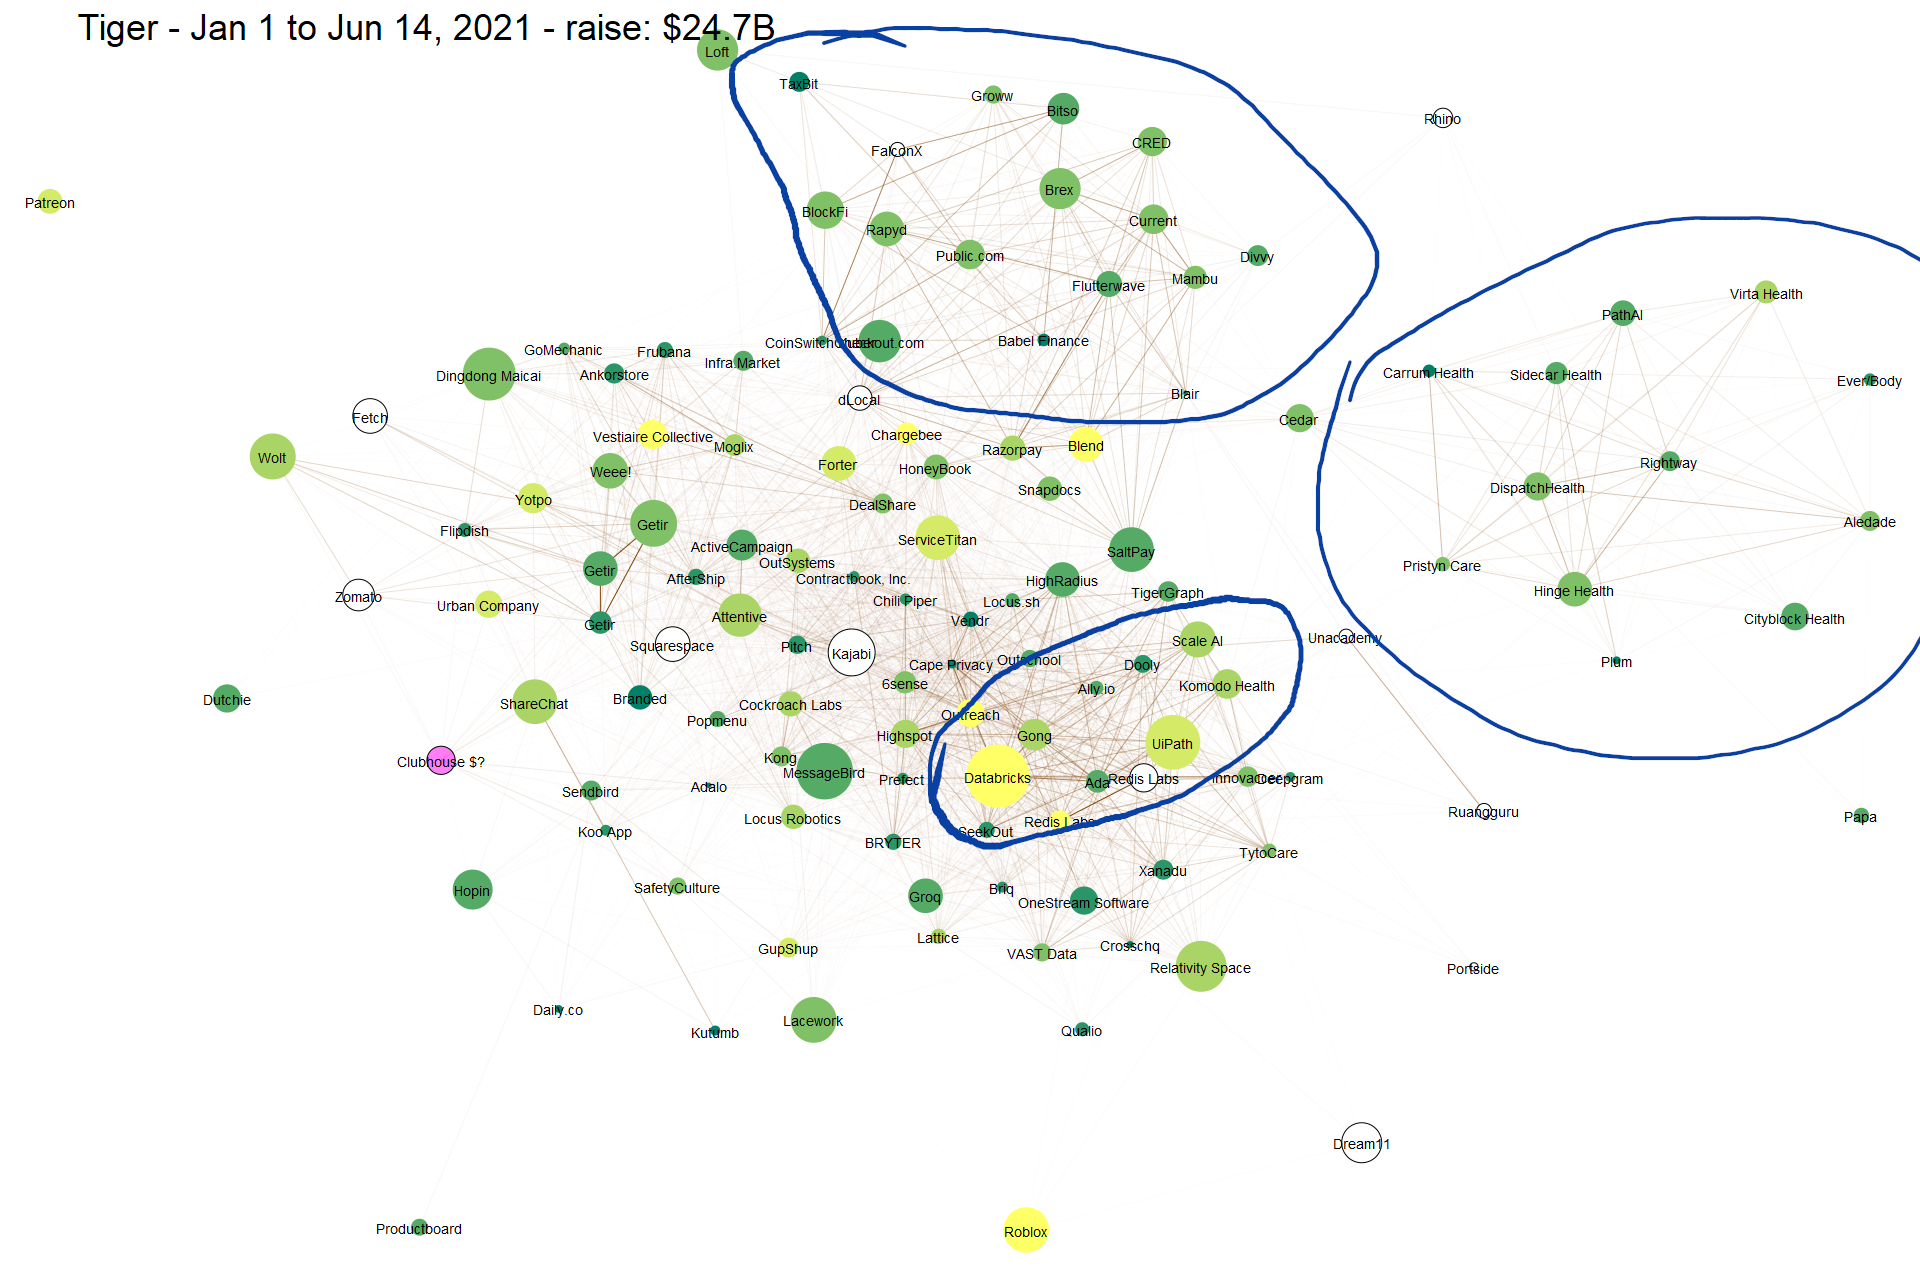 Tiger - Jan 1 to Jun 14, 2021 - raise: $24.7B
Loft
TaxBit
Groww
Bitso
Rhino
CRED
FalconX
Brex
Patreon
BlockFi
Current
Rapyd
Public.com
Divvy
Mambu
Flutterwave
Virta Health
PathAI
CoinSwitch
out.com
Babel Finance
GoMechanic
Frubana
Infra.Market
Dingdong Maicai
Ankorstore
Carrum Health
Sidecar Health
Ever/Body
Blair
dLocal
Fetch
Cedar
Vestiaire Collective
Chargebee
Moglix
Razorpay
Blend
Wolt
Forter
HoneyBook
Rightway
Weee!
Snapdocs
DispatchHealth
Yotpo
DealShare
Getir
Aledade
Flipdish
ServiceTitan
ActiveCampaign
SaltPay
OutSystems
Getir
Pristyn Care
AfterShip
Contractbook, Inc.
HighRadius
Hinge Health
TigerGraph
Zomato
Urban Company
Chili Piper
Locus.sh
Attentive
Cityblock Health
Getir
Vendr
Squarespace
Pitch
Kajabi
Scale AI
Unacademy
Outschool
Cape Privacy
Dooly
Plum
6sense
Ally.io
Komodo Health
Dutchie
ShareChat
Branded
Cockroach Labs
Popmenu
Outreach
Highspot
Gong
UiPath
Clubhouse $?
Kong
MessageBird
Prefect
Databricks
Ada
Redis Labs
Innovaccer
Deepgram
Sendbird
Adalo
Locus Robotics
Redis Labs
Ruangguru
Papa
Koo App
SeekOut
BRYTER
TytoCare
Xanadu
Hopin
SafetyCulture
Groq
Briq
OneStream Software
Lattice
GupShup
VAST Data
Crosschq
Relativity Space
Portside
Daily.co
Lacework
Kutumb
Qualio
Dream11
Productboard
Roblox